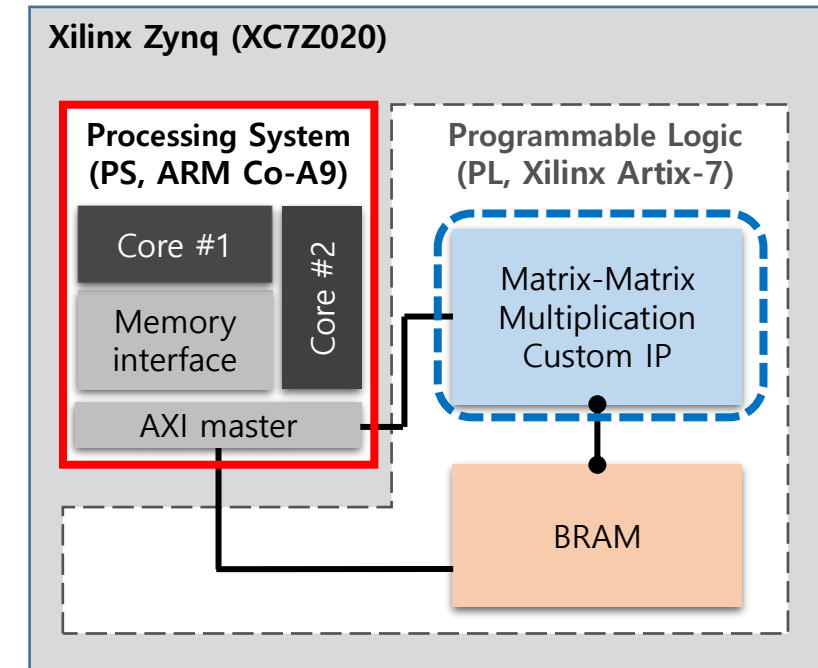 Xilinx Zynq (XC7Z020)
Processing System
(PS, ARM Co-A9)
Core #1
Core #2
Memory
interface
AXI master
Programmable Logic
(PL, Xilinx Artix-7)
Matrix-Matrix
Multiplication
Custom IP
BRAM